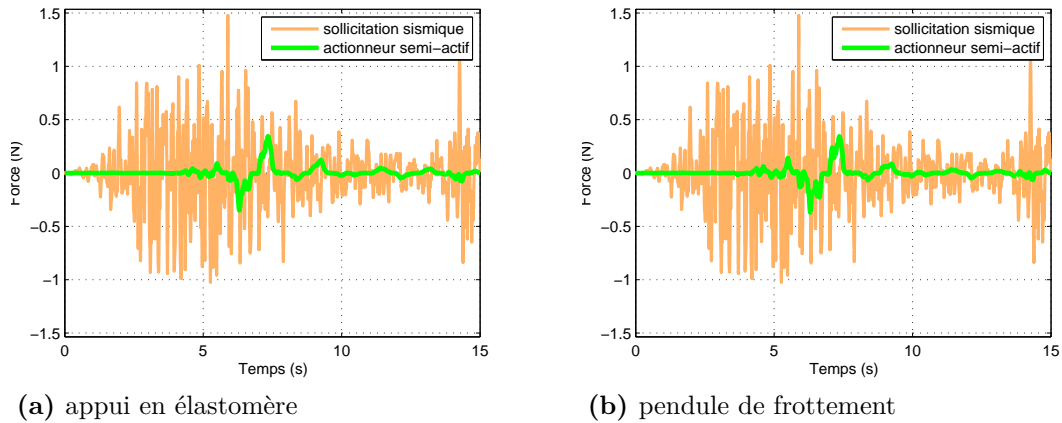 1.5
1
0.5
0
−0.5
−1
−1.5
Force (N)
0
5
10
15
Temps (s)
sollicitation sismique
actionneur semi−actif
(a) appui en élastomère
1.5
1
0.5
0
−0.5
−1
−1.5
Force (N)
0
5
10
15
Temps (s)
sollicitation sismique
actionneur semi−actif
(b) pendule de frottement